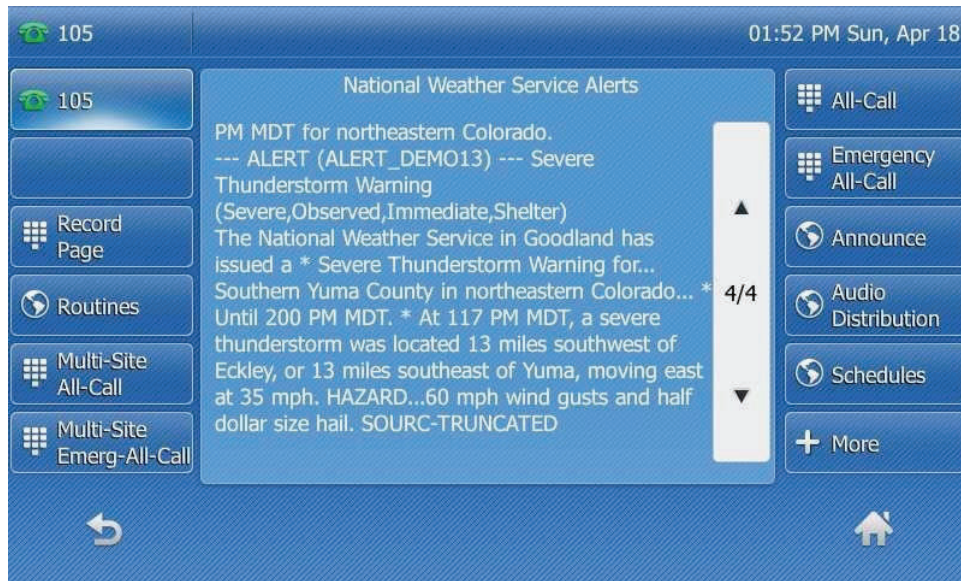 105
01:52 PM Sun, Apr 18
105
Record
Page
Routines
Multi-Site
All-Call
Multi-Site
Emerg-All-Call
National Weather Service Alerts
PM MDT for northeastern Colorado.
--- ALERT (ALERT_DEMO13) --- Severe
Thunderstorm Warning
(Severe,Observed,Immediate,Shelter)
The National Weather Service in Goodland has
issued a * Severe Thunderstorm Warning for...
Southern Yuma County in northeastern Colorado... *
Until 200 PM MDT. * At 117 PM MDT, a severe
thunderstorm was located 13 miles southwest of
Eckley, or 13 miles southeast of Yuma, moving east
at 35 mph. HAZARD...60 mph wind gusts and half
dollar size hail. SOURC-TRUNCATED
4/4
All-Call
Emergency
All-Call
Announce
Audio
Distribution
Schedules
More